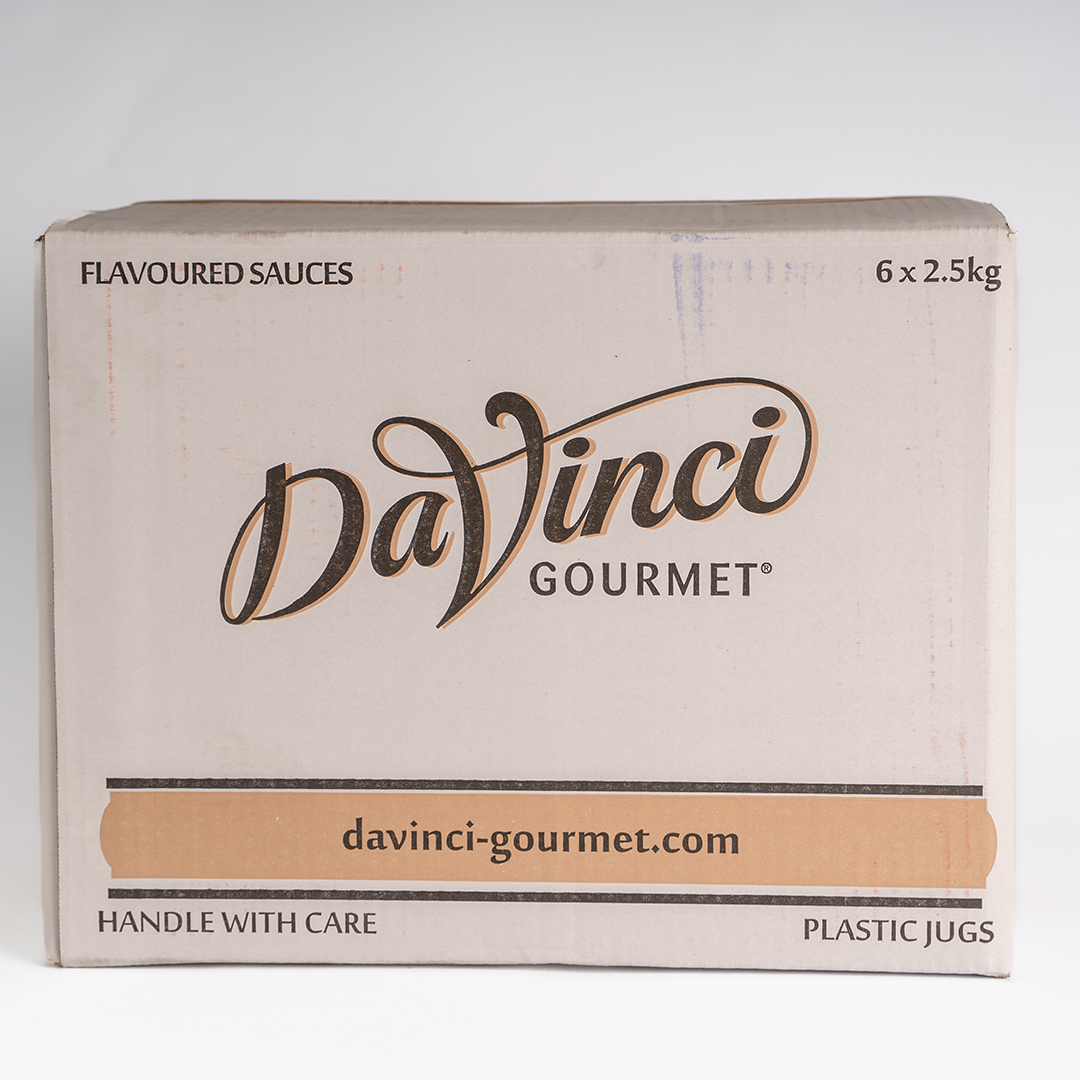 FLAVOURED SAUCES
6 x 2.5kg
DaVinci
GOURMET®
davinci-gourmet.com
HANDLE WITH CARE
PLASTIC JUGS